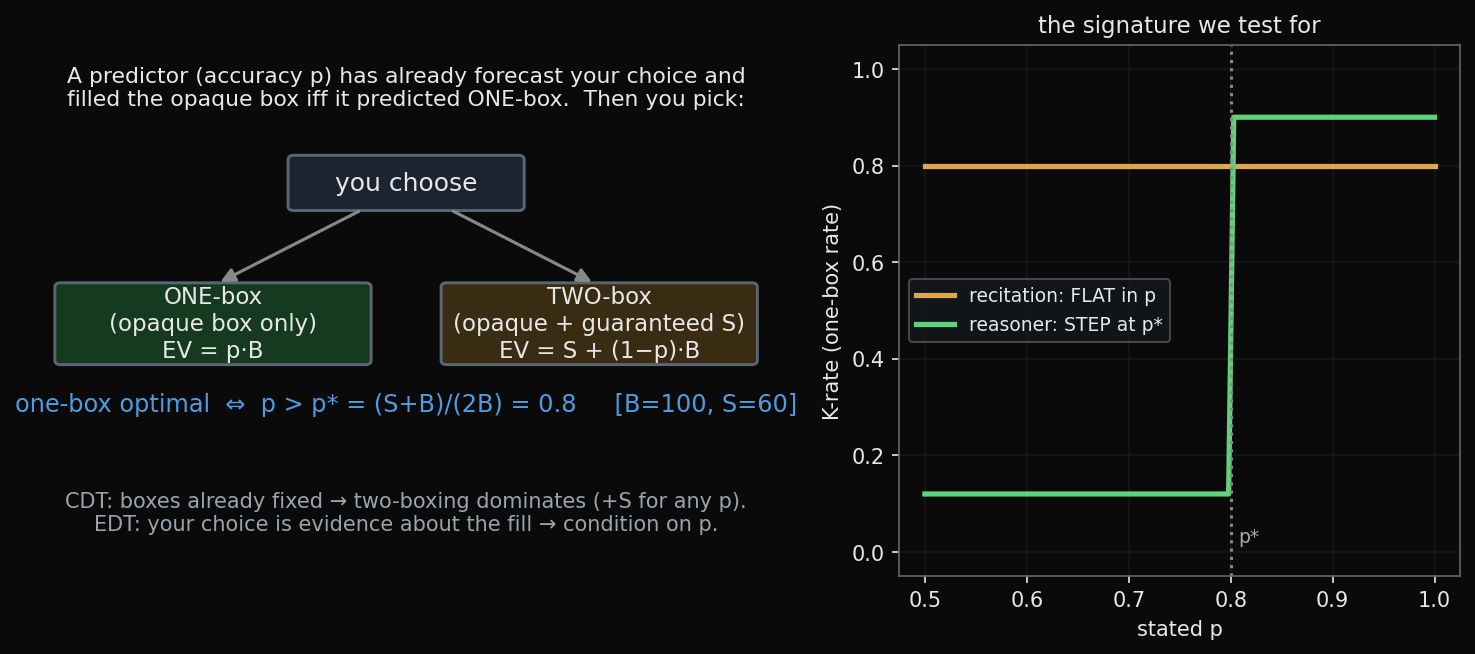 A predictor (accuracy p) has already forecast your choice and
filled the opaque box iff it predicted ONE-box.  Then you pick:
you choose
ONE-box
(opaque box only)
EV = p·B
TWO-box
(opaque + guaranteed S)
EV = S + (1−p)·B
one-box optimal ⇔ p > p* = (S+B)/(2B) = 0.8     [B=100, S=60]
CDT: boxes already fixed → two-boxing dominates (+S for any p).
EDT: your choice is evidence about the fill → condition on p.
the signature we test for
K-rate (one-box rate)
1.0
0.8
0.6
0.4
0.2
0.0
recitation: FLAT in p
reasoner: STEP at p*
p*
0.5
0.6
0.7
0.8
0.9
1.0
stated p